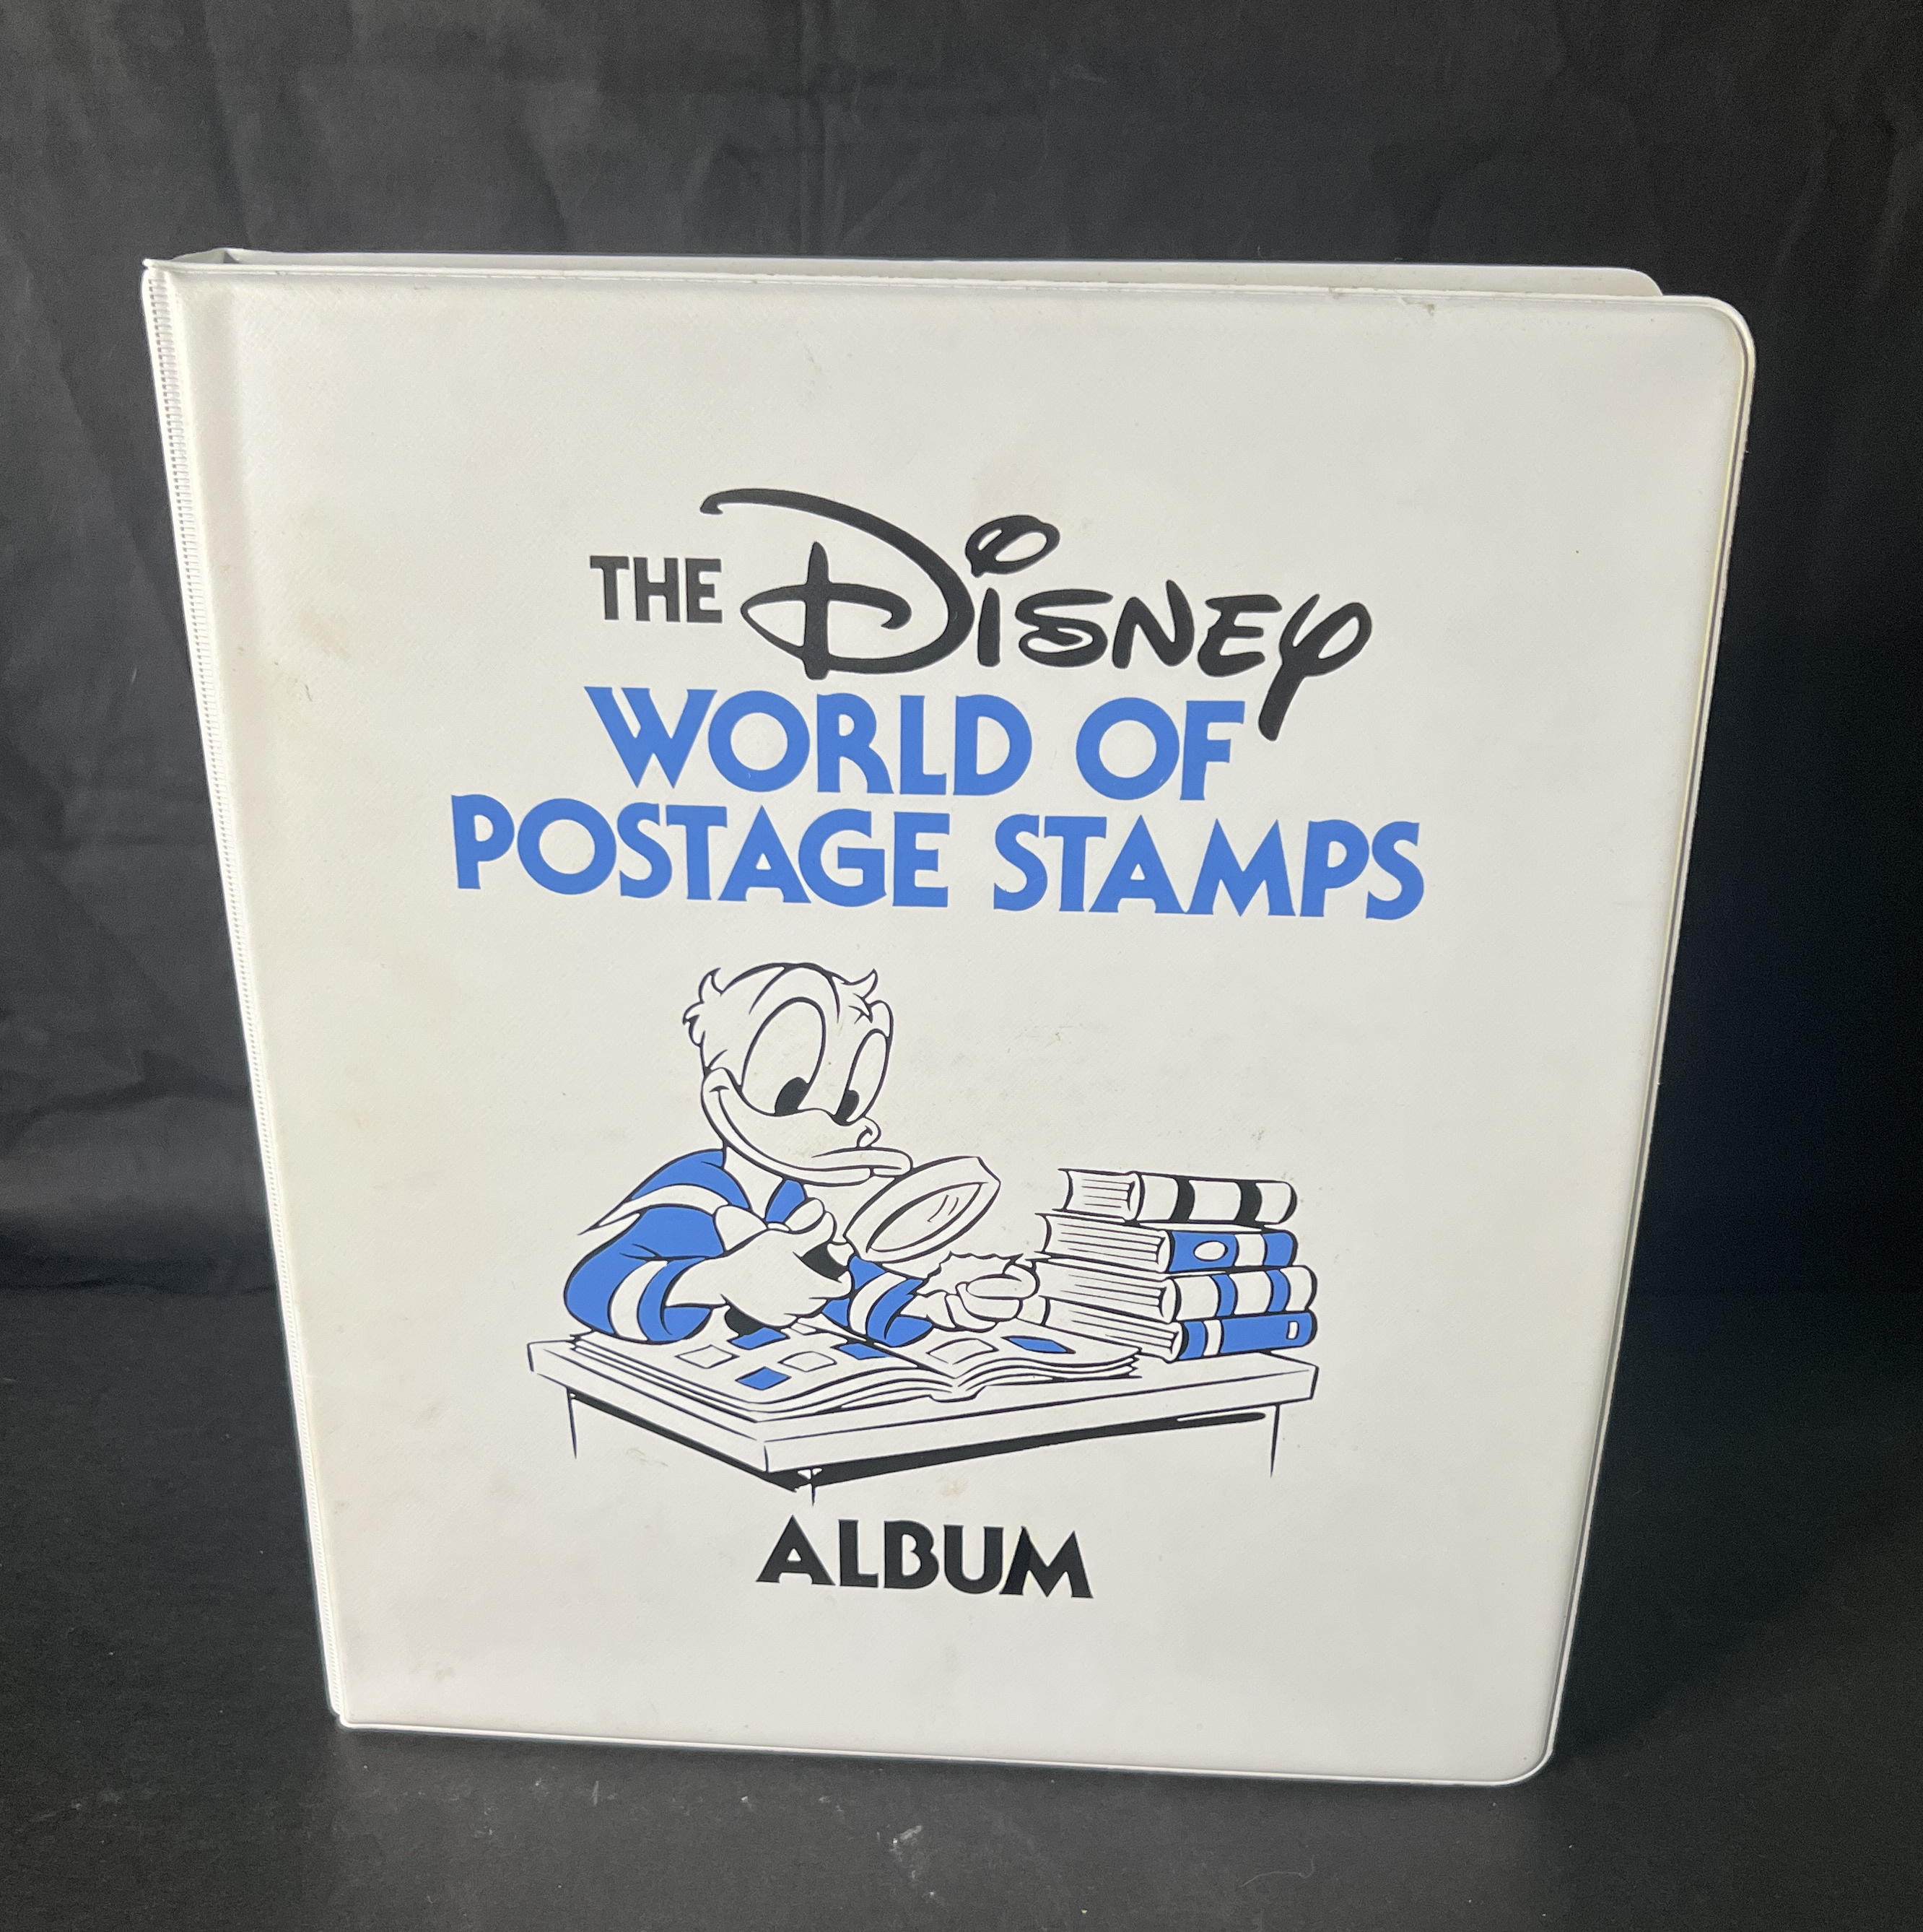 THE DISNEY
WORLD OF
POSTAGE STAMPS
ALBUM